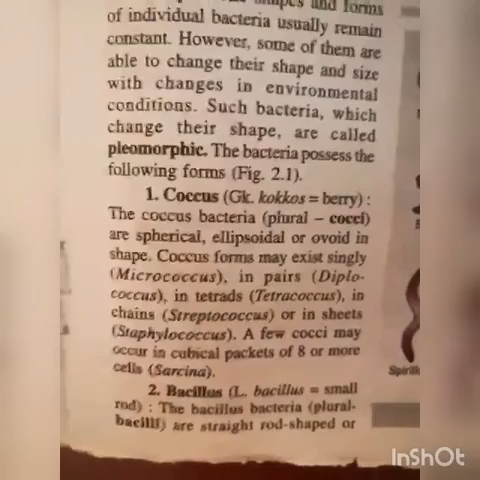 shapes and forms
of individual bacteria usually remain
constant. However, some of them are
able to change their shape and size
with changes in environmental
conditions. Such bacteria, which
change their shape, are called
pleomorphic. The bacteria possess the
following forms (Fig. 2.1).
1. Coccus (Gk. kokkos = berry) :
The coccus bacteria (plural – cocci)
are spherical, ellipsoidal or ovoid in
shape. Coccus forms may exist singly
(Micrococcus), in pairs (Diplo-
coccus), in tetrads (Tetracoccus), in
chains (Streptococcus) or in sheets
(Staphylococcus). A few cocci may
occur in cubical packets of 8 or more
cells (Sarcina).
2. Bacillus (L. bacillus = small
rod) : The bacillus bacteria (plural-
bacilli) are straight rod-shaped or
InShOt